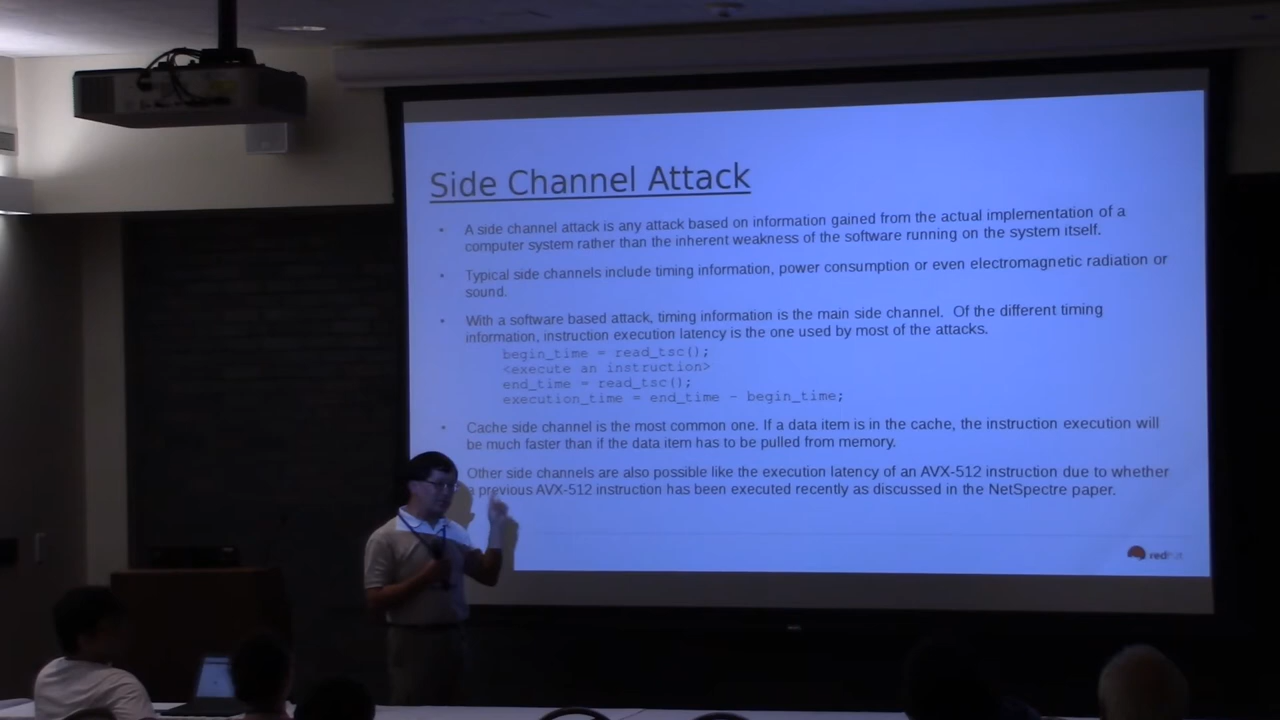 Side Channel Attack
• A side channel attack is any attack based on information gained from the actual implementation of a
computer system rather than the inherent weakness of the software running on the system itself.
• Typical side channels include timing information, power consumption or even electromagnetic radiation or
sound.
• With a software based attack, timing information is the main side channel. Of the different timing
information, instruction execution latency is the one used by most of the attacks.
begin_time = read_tsc();
<execute an instruction>
end_time = read_tsc();
execution_time = end_time - begin_time;
• Cache side channel is the most common one. If a data item is in the cache, the instruction execution will
be much faster than if the data item has to be pulled from memory.
Other side channels are also possible like the execution latency of an AVX-512 instruction due to whether
a previous AVX-512 instruction has been executed recently as discussed in the NetSpectre paper.
redhat